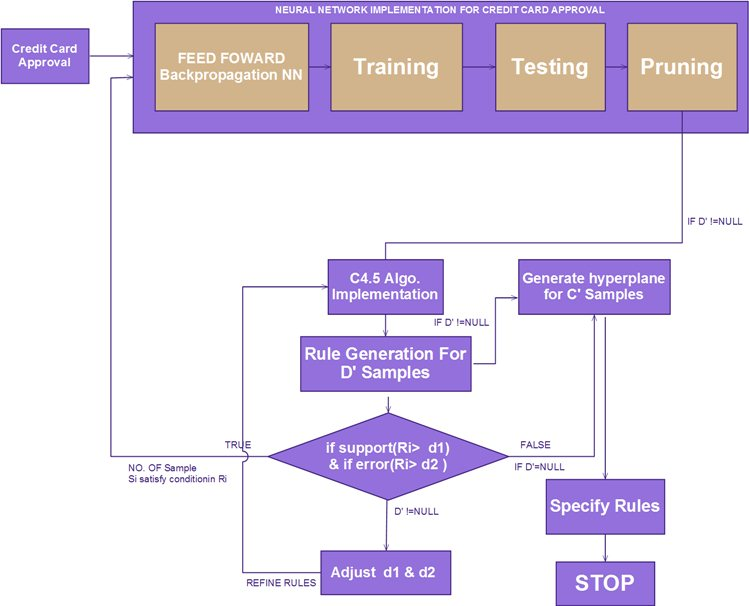 NEURAL NETWORK IMPLEMENTATION FOR CREDIT CARD APPROVAL
Credit Card
Approval
FEED FOWARD
Backpropagation NN
Training
Testing
Pruning
IF D' !=NULL
C4.5 Algo.
Implementation
Generate hyperplane
for C' Samples
IF D' !=NULL
Rule Generation For
D' Samples
TRUE
if support(Ri> d1)
& if error(Ri> d2 )
FALSE
NO. OF Sample
Si satisfy conditionin Ri
IF D'=NULL
D' !=NULL
Specify Rules
Adjust d1 & d2
REFINE RULES
STOP